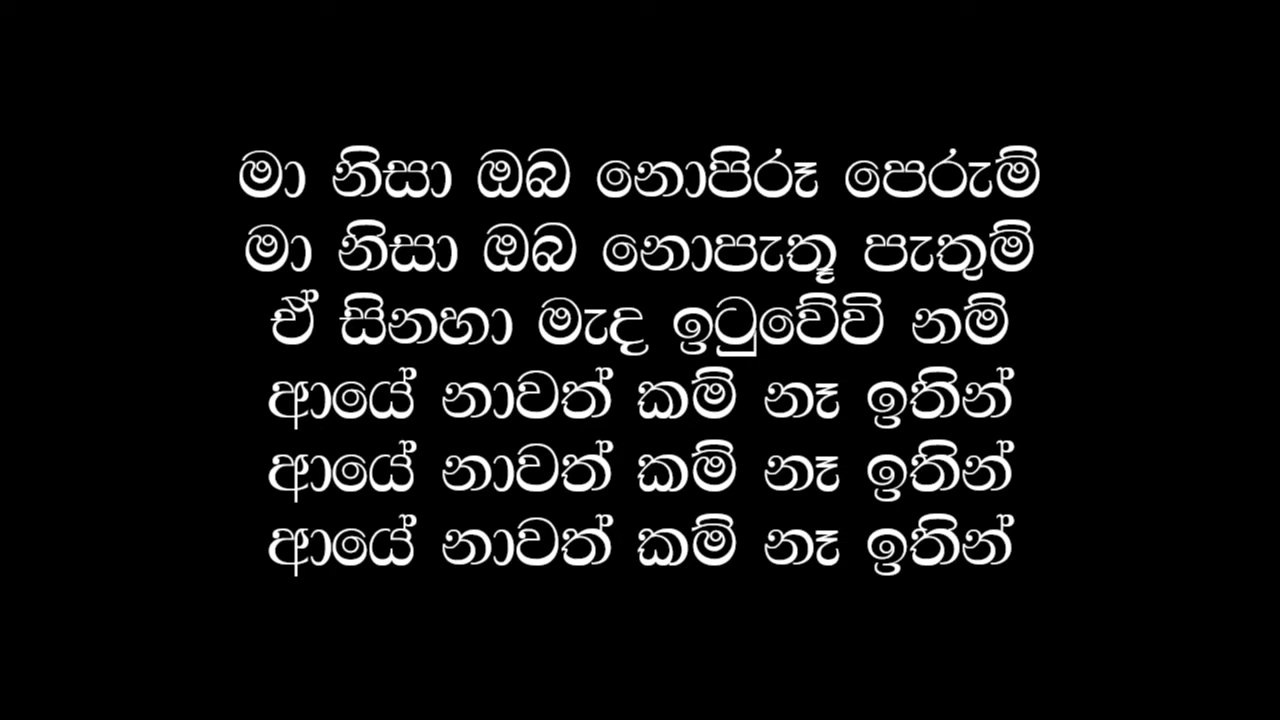 මා නිසා ඔබ නොපිරූ පෙරුම්
මා නිසා ඔබ නොපැතූ පැතුම්
ඒ සිනහා මැද ඉටුවේවි නම්
ආයේ නාවත් කම් නෑ ඉතින්
ආයේ නාවත් කම් නෑ ඉතින්
ආයේ නාවත් කම් නෑ ඉතින්